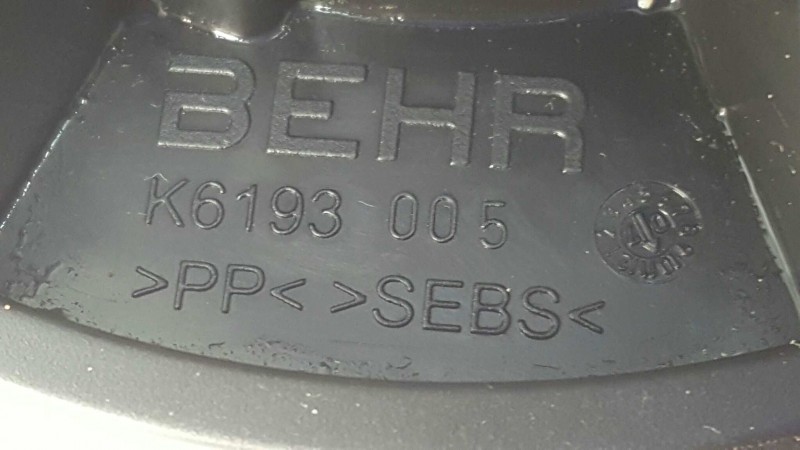 BEHR
K6193 005
>PP< >SEBS<